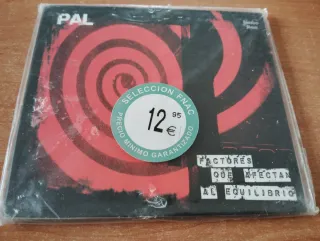 PAL
SELECCION FNAC
12 95
€
PRECIO MINIMO GARANTIZADO
FACTORES
QUE AFECTAN
AL EQUILIBRIO